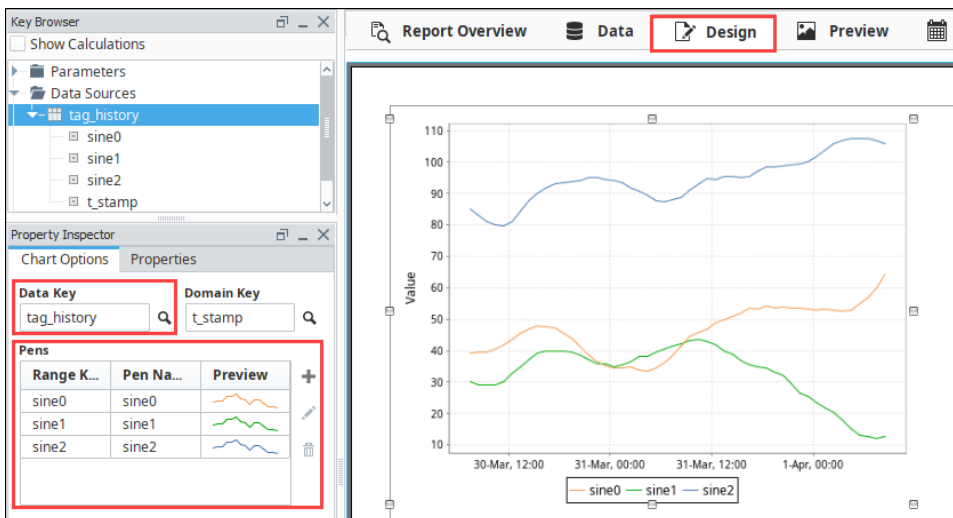 Key Browser
Show Calculations
Parameters
Data Sources
tag_history
sine0
sine1
sine2
t_stamp
Property Inspector
Chart Options Properties
Data Key Domain Key
tag_history t_stamp
Pens
Range K... Pen Na... Preview
sine0 sine0
sine1 sine1
sine2 sine2
Report Overview Data Design Preview
110
100
90
80
70
60
50
40
30
20
10
Value
30-Mar, 12:00 31-Mar, 00:00 31-Mar, 12:00 1-Apr, 00:00
sine0 sine1 sine2